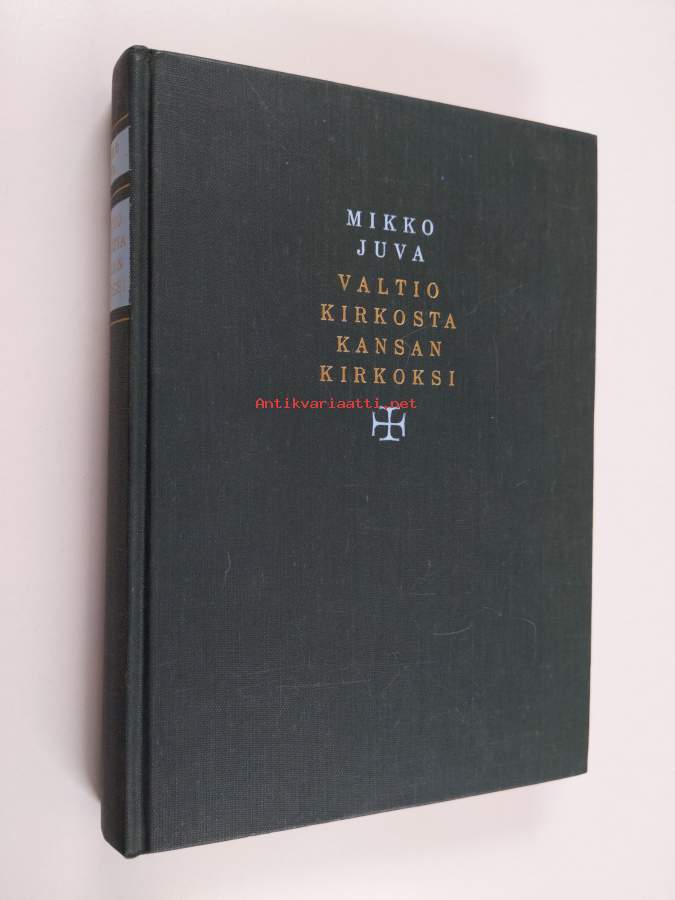 MIKKO
JUVA
VALTIO
KIRKOSTA
KANSAN
KIRKOKSI
Antikvariaatti.net